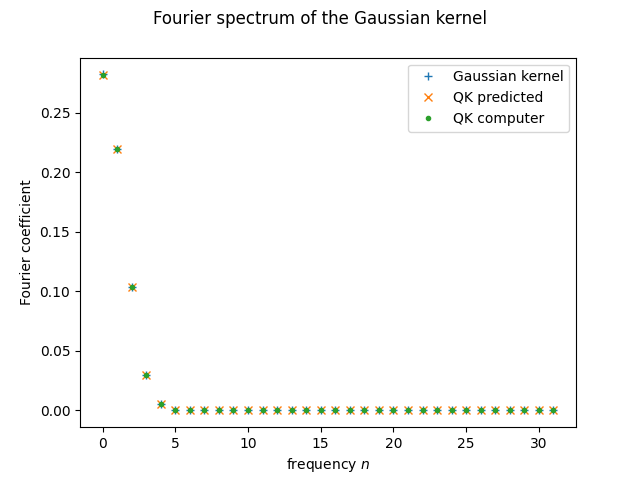 Fourier spectrum of the Gaussian kernel
Gaussian kernel
QK predicted
QK computer
0.25
0.20
0.15
0.10
0.05
0.00
Fourier coefficient
0 5 10 15 20 25 30
frequency n